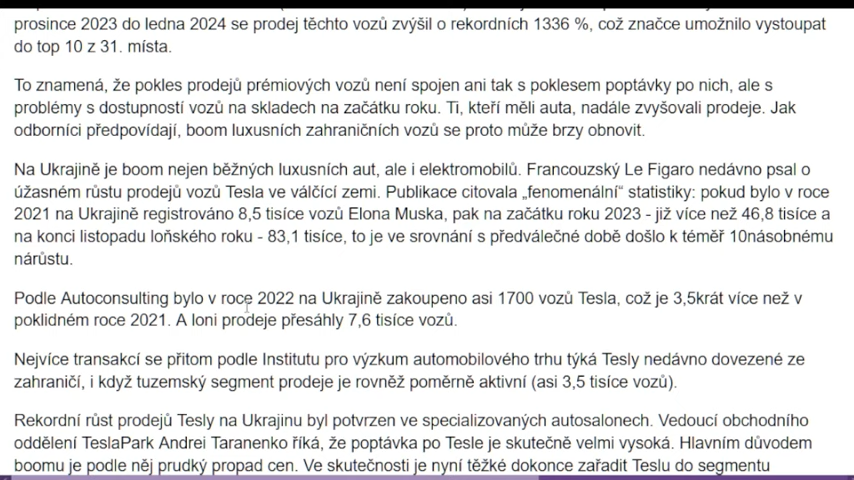 prosince 2023 do ledna 2024 se prodej těchto vozů zvýšil o rekordních 1336 %, což značce umožnilo vystoupat
do top 10 z 31. místa.
To znamená, že pokles prodejů prémiových vozů není spojen ani tak s poklesem poptávky po nich, ale s
problémy s dostupností vozů na skladech na začátku roku. Ti, kteří měli auta, nadále zvyšovali prodeje. Jak
odborníci předpovídají, boom luxusních zahraničních vozů se proto může brzy obnovit.
Na Ukrajině je boom nejen běžných luxusních aut, ale i elektromobilů. Francouzský Le Figaro nedávno psal o
úžasném růstu prodejů vozů Tesla ve válčící zemi. Publikace citovala „fenomenální“ statistiky: pokud bylo v roce
2021 na Ukrajině registrováno 8,5 tisíce vozů Elona Muska, pak na začátku roku 2023 - již více než 46,8 tisíce a
na konci listopadu loňského roku - 83,1 tisíce, to je ve srovnání s předválečné době došlo k téměř 10násobnému
nárůstu.
Podle Autoconsulting bylo v roce 2022 na Ukrajině zakoupeno asi 1700 vozů Tesla, což je 3,5krát více než v
poklidném roce 2021. A loni prodeje přesáhly 7,6 tisíce vozů.
Nejvíce transakcí se přitom podle Institutu pro výzkum automobilového trhu týká Tesly nedávno dovezené ze
zahraničí, i když tuzemský segment prodeje je rovněž poměrně aktivní (asi 3,5 tisíce vozů).
Rekordní růst prodejů Tesly na Ukrajinu byl potvrzen ve specializovaných autosalonech. Vedoucí obchodního
oddělení TeslaPark Andrei Taranenko říká, že poptávka po Tesle je skutečně velmi vysoká. Hlavním důvodem
boomu je podle něj prudký propad cen. Ve skutečnosti je nyní těžké dokonce zařadit Teslu do segmentu